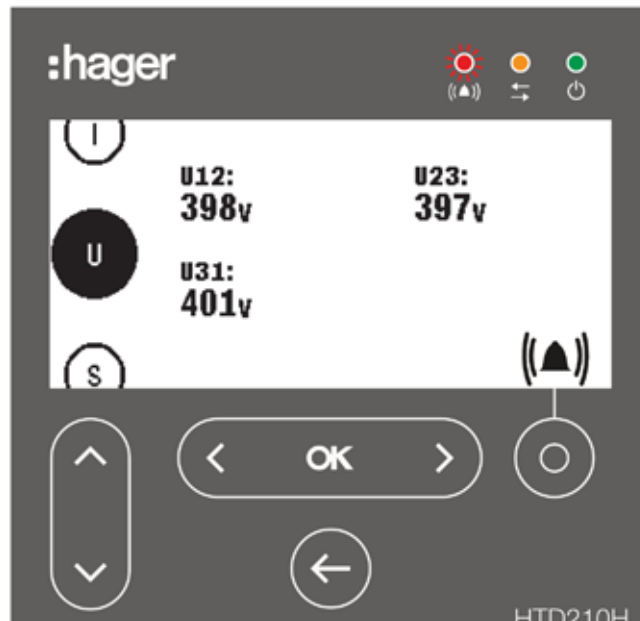 :hager
I
U12:
U23:
398V
397V
U
U31:
401V
S
OK
HTD210H